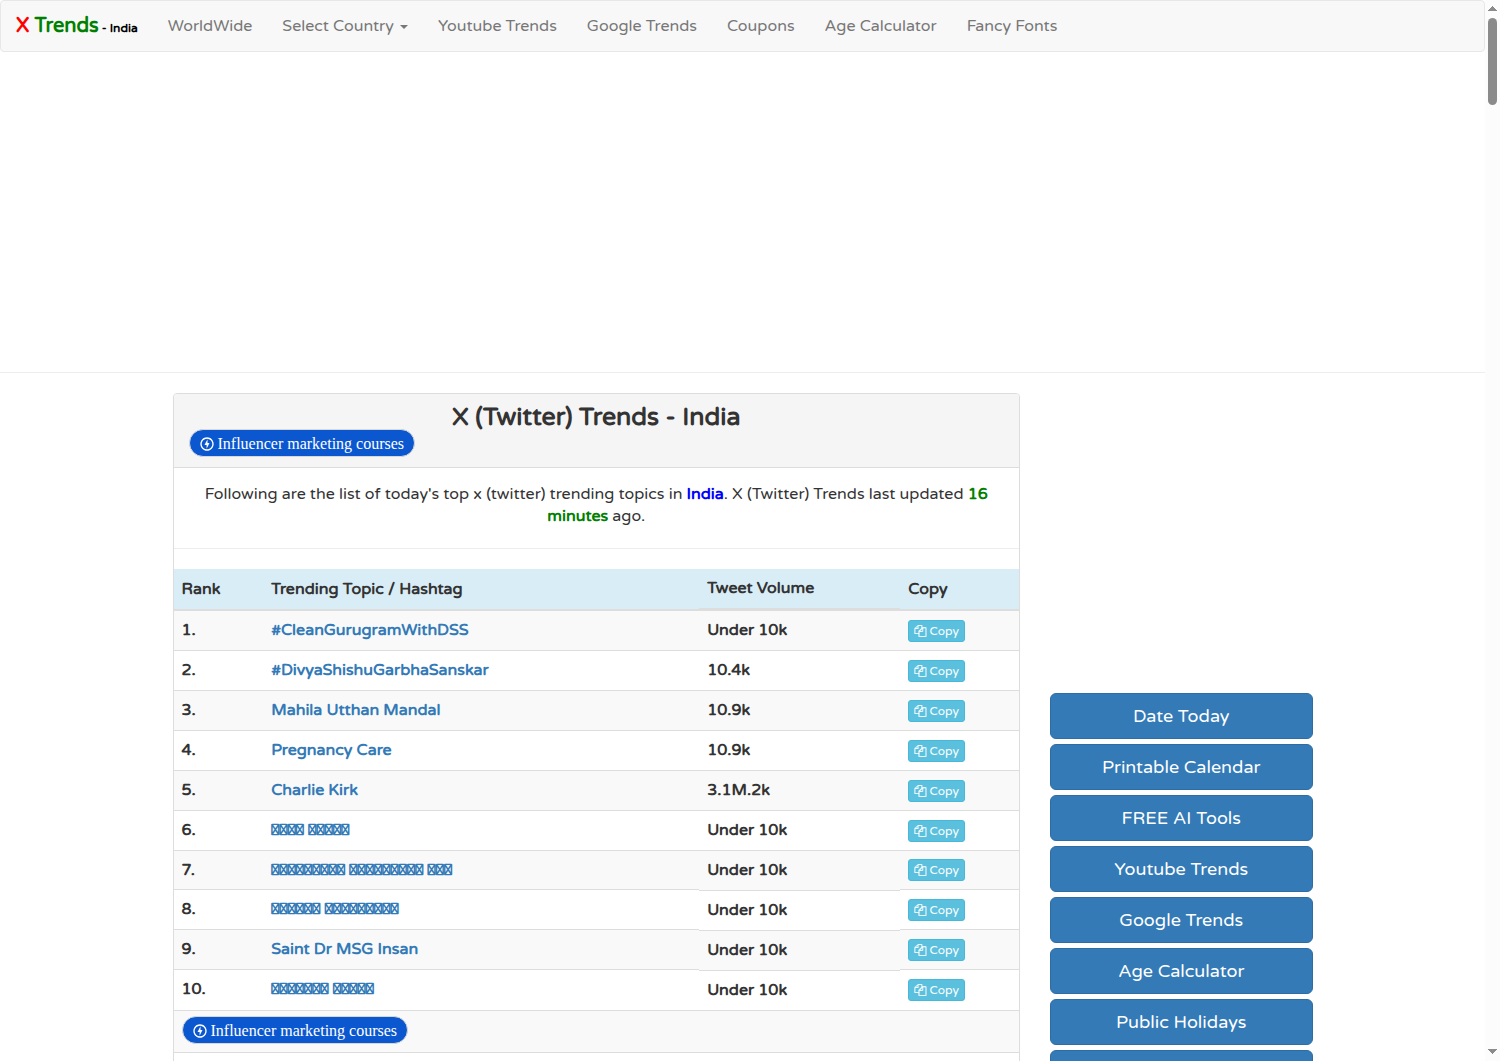 X Trends - India WorldWide Select Country Youtube Trends Google Trends Coupons Age Calculator Fancy Fonts
X (Twitter) Trends - India
Influencer marketing courses
Following are the list of today's top x (twitter) trending topics in India. X (Twitter) Trends last updated 16
minutes ago.
Rank Trending Topic / Hashtag Tweet Volume Copy
1. #CleanGurugramWithDSS Under 10k Copy
2. #DivyaShishuGarbhaSanskar 10.4k Copy
3. Mahila Utthan Mandal 10.9k Copy
4. Pregnancy Care 10.9k Copy
5. Charlie Kirk 3.1M.2k Copy
6. Under 10k Copy
7. Under 10k Copy
8. Under 10k Copy
9. Saint Dr MSG Insan Under 10k Copy
10. Under 10k Copy
Influencer marketing courses
Date Today
Printable Calendar
FREE AI Tools
Youtube Trends
Google Trends
Age Calculator
Public Holidays